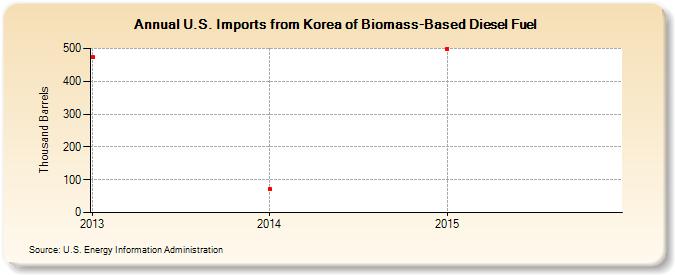 Annual U.S. Imports from Korea of Biomass-Based Diesel Fuel
Thousand Barrels
500
400
300
200
100
0
2013 2014 2015
Source: U.S. Energy Information Administration